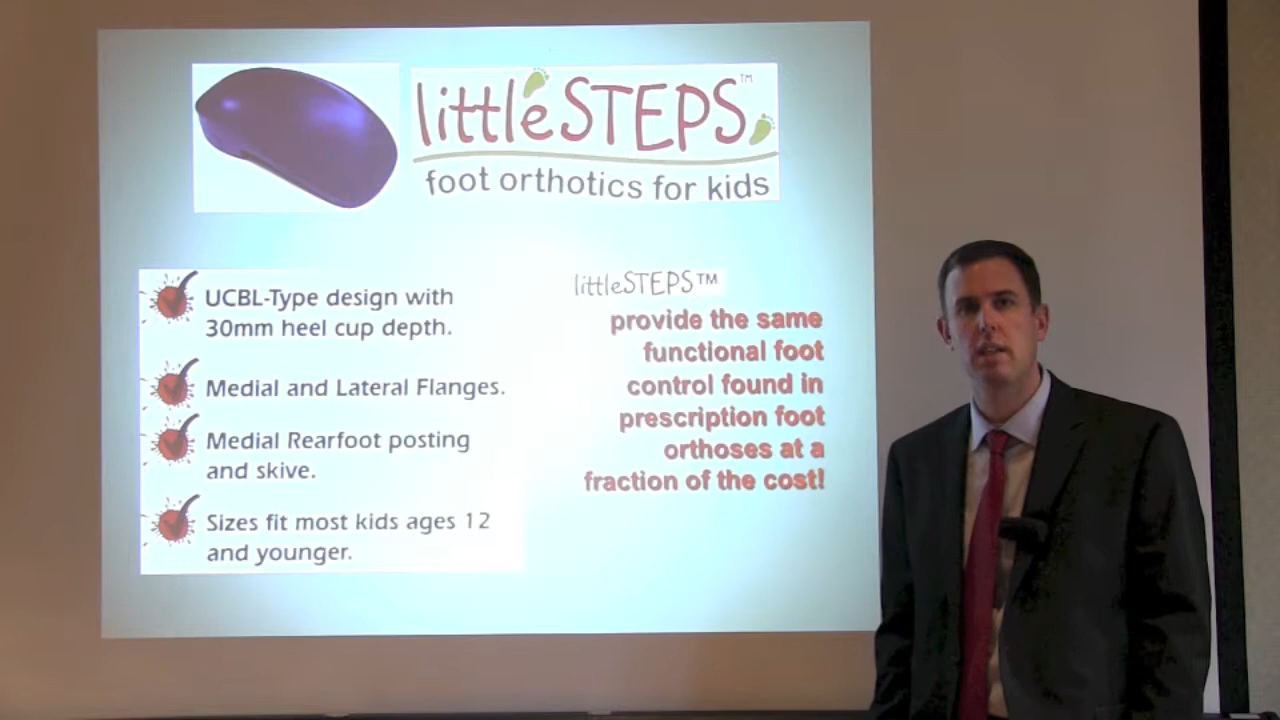 littleSTEPS™
foot orthotics for kids
UCBL-Type design with
30mm heel cup depth.
Medial and Lateral Flanges.
Medial Rearfoot posting
and skive.
Sizes fit most kids ages 12
and younger.
littleSTEPS™
provide the same
functional foot
control found in
prescription foot
orthoses at a
fraction of the cost!